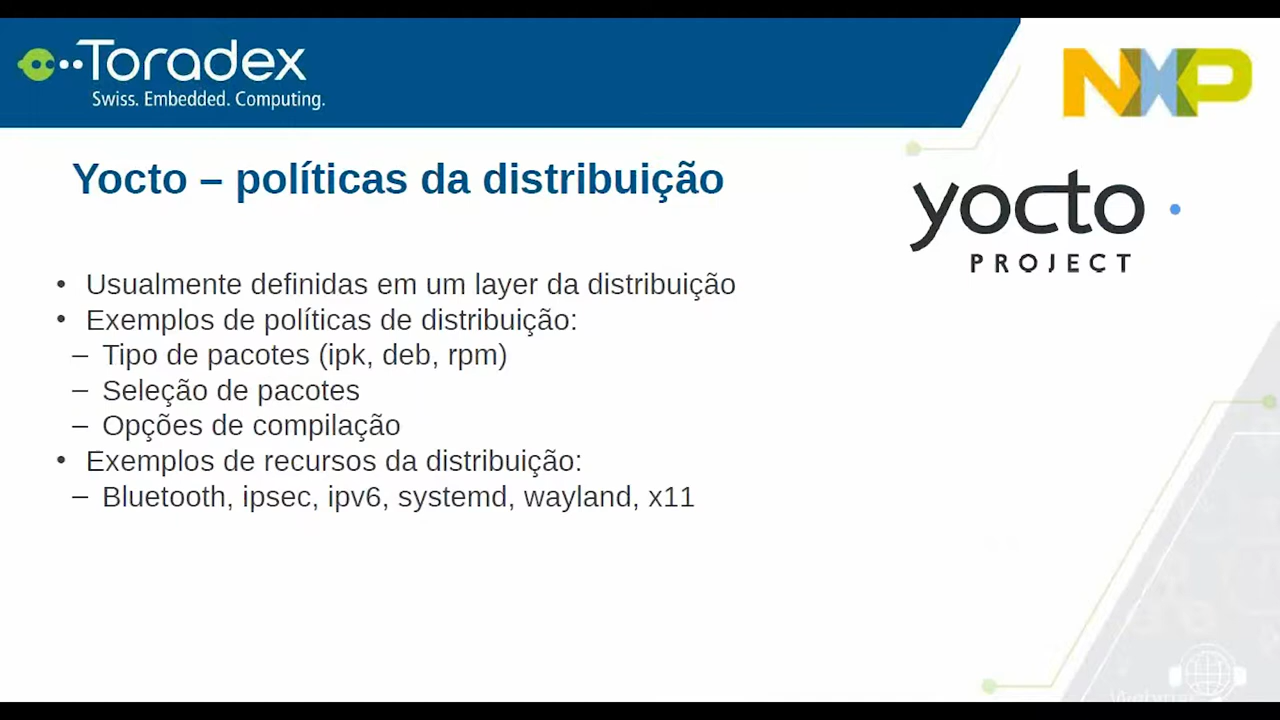 Toradex
Swiss. Embedded. Computing.
NXP
Yocto – políticas da distribuição
yocto
PROJECT
• Usualmente definidas em um layer da distribuição
• Exemplos de políticas de distribuição:
– Tipo de pacotes (ipk, deb, rpm)
– Seleção de pacotes
– Opções de compilação
• Exemplos de recursos da distribuição:
– Bluetooth, ipsec, ipv6, systemd, wayland, x11